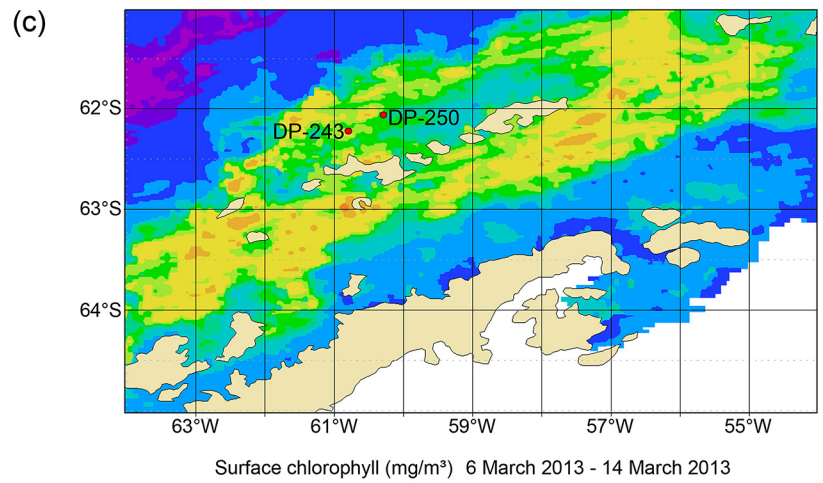 (c)
62°S
DP-250
DP-243
63°S
64°S
63°W 61°W 59°W 57°W 55°W
Surface chlorophyll (mg/m³) 6 March 2013 - 14 March 2013